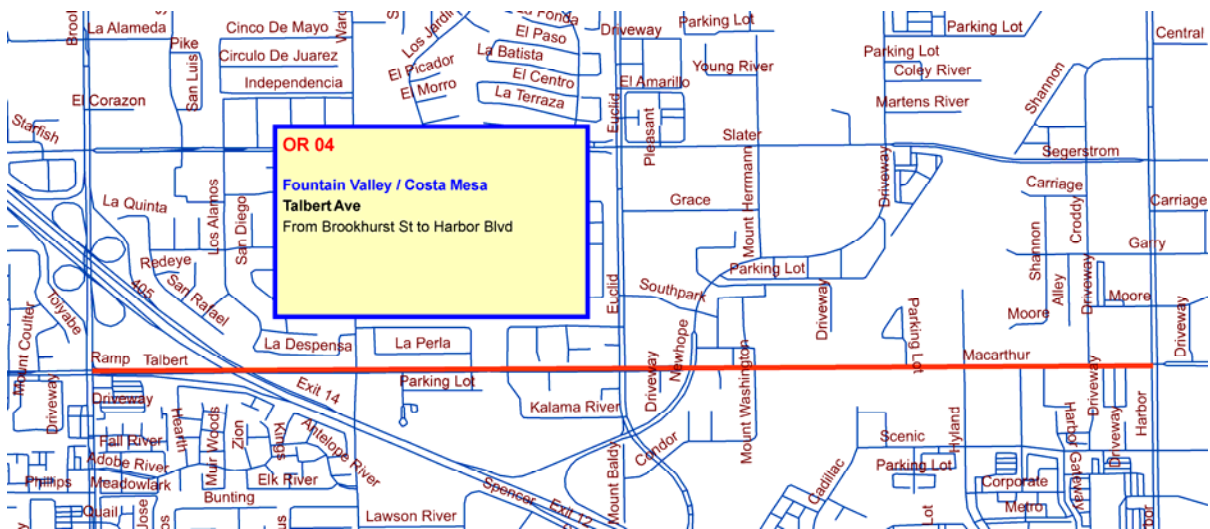 Brool
La Alameda
Cinco De Mayo
Ward
Los Jardin
La Fonda
El Paso
Driveway
Parking Lot
Parking Lot
Central
Pike
San Luis
Circulo De Juarez
El Picador
La Batista
Young River
Parking Lot
Coley River
Shannon
Independencia
El Morro
El Centro
El Amarillo
El Corazon
La Terraza
Euclid
Martens River
Starfish
Pleasant
Slater
Segerstrom
OR 04
Fountain Valley / Costa Mesa
Talbert Ave
From Brookhurst St to Harbor Blvd
La Quinta
Los Alamos
San Diego
Grace
Mount Herrmann
Driveway
Carriage
Croddy
Carriage
Redeye
Shannon
Garry
Parking Lot
405
San Rafael
Tolyabe
Euclid
Southpark
Driveway
Parking Lot
Alley
Driveway
Moore
Moore
Driveway
Mount Coulter
La Despensa
La Perla
Newhope
Ramp
Talbert
Macarthur
Driveway
Exit 14
Parking Lot
Driveway
Mount Washington
Driveway
Driveway
Harbor
Hearth
Muir Woods
Zion
Kings
Antelope River
Kalama River
Fall River
Condor
Scenic
Hyland
Harbor Gateway
Driveway
Adobe River
Mount Baldy
Cadillac
Parking Lot
Phillips
Meadowlark
Elk River
Corporate
Bunting
Spencer
Exit 12
Metro
Quail
Jose
Lawson River
Lot
bor